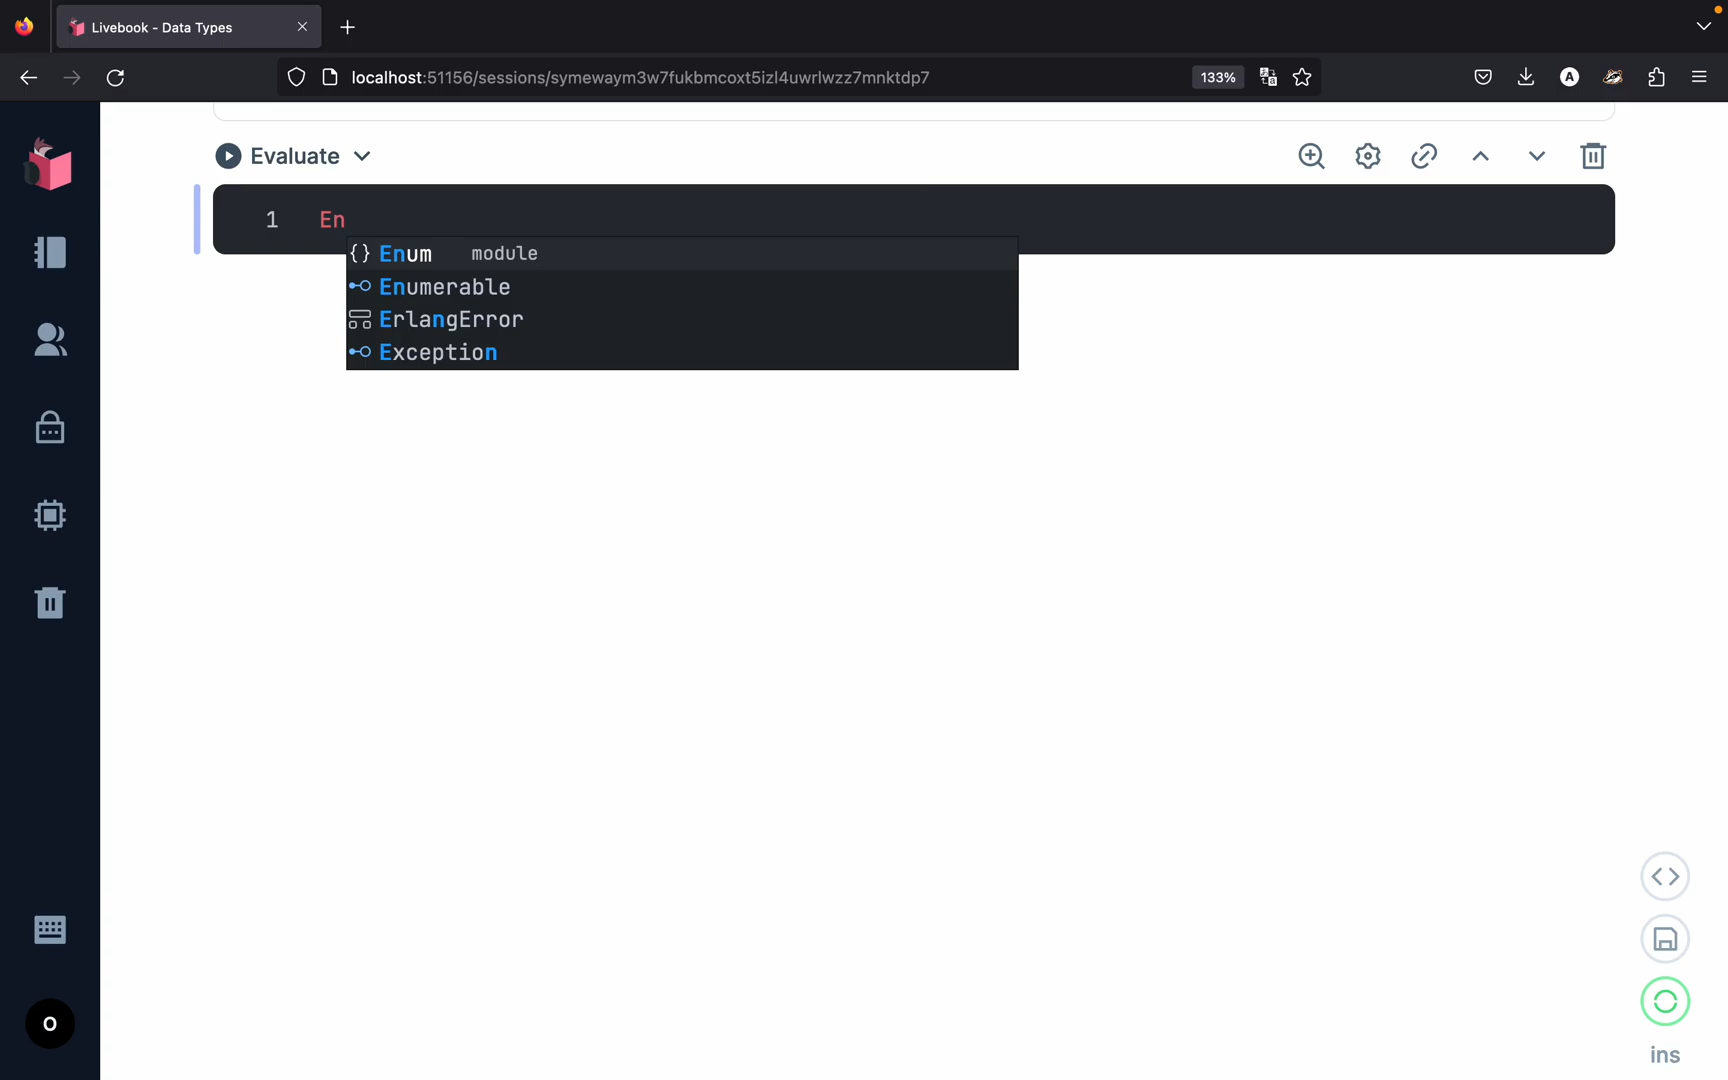 Livebook - Data Types
localhost:51156/sessions/symewaym3w7fukbmcoxt5izl4uwrlwzz7mnktdp7
133%
A
Evaluate
1 En
{} Enum module
Enumerable
ErlangError
Exception
O
ins